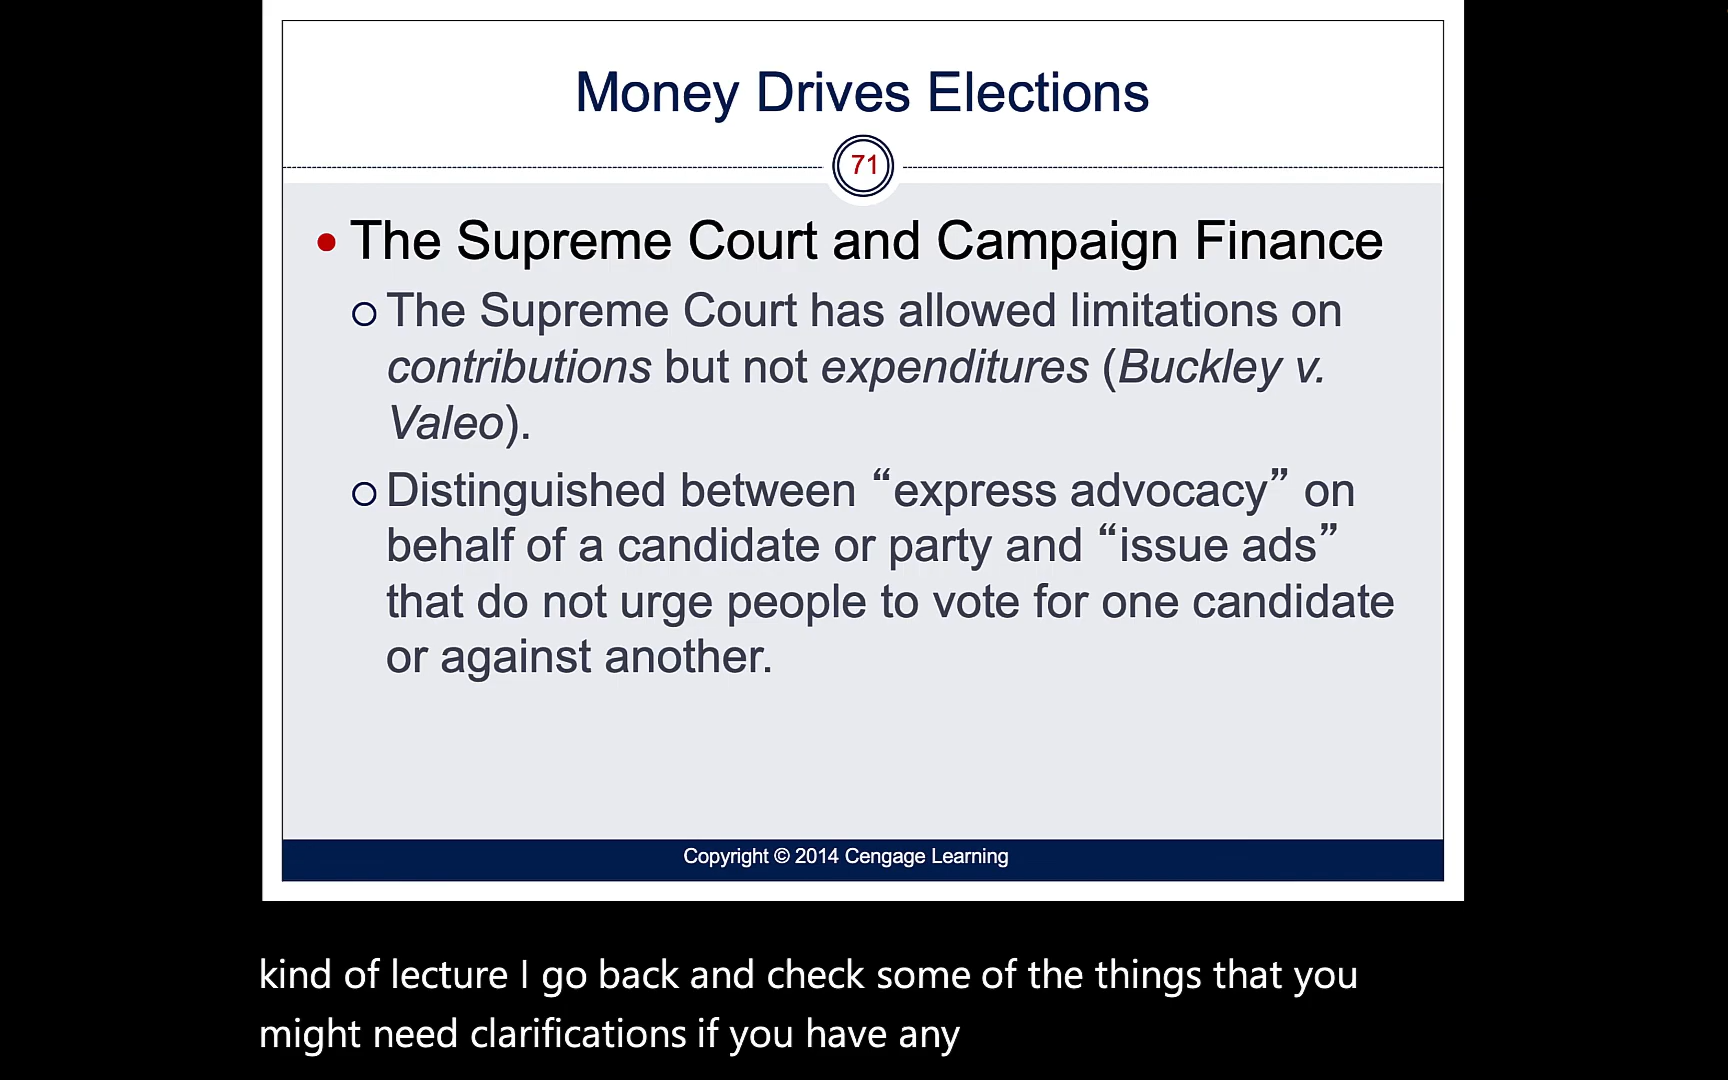 Money Drives Elections
71
• The Supreme Court and Campaign Finance
○ The Supreme Court has allowed limitations on
contributions but not expenditures (Buckley v.
Valeo).
○ Distinguished between “express advocacy” on
behalf of a candidate or party and “issue ads”
that do not urge people to vote for one candidate
or against another.
Copyright © 2014 Cengage Learning
kind of lecture I go back and check some of the things that you
might need clarifications if you have any